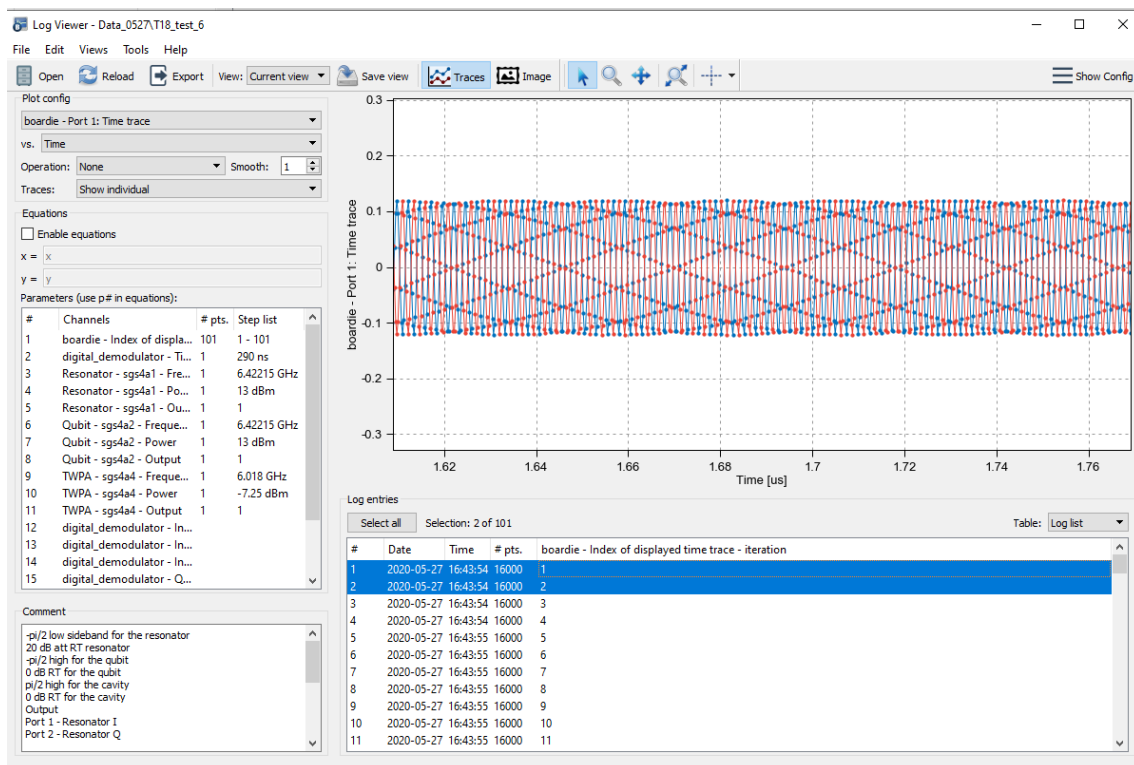 Log Viewer - Data_0527\T18_test_6
File Edit Views Tools Help
Open Reload Export View: Current view Save view Traces Image Show Config
Plot config
boardie - Port 1: Time trace
vs. Time
Operation: None Smooth: 1
Traces: Show individual
Equations
Enable equations
x = x
y = y
Parameters (use p# in equations):
# Channels # pts. Step list
1 boardie - Index of displa... 101 1 - 101
2 digital_demodulator - Ti... 1 290 ns
3 Resonator - sgs4a1 - Fre... 1 6.42215 GHz
4 Resonator - sgs4a1 - Po... 1 13 dBm
5 Resonator - sgs4a1 - Ou... 1 1
6 Qubit - sgs4a2 - Freque... 1 6.42215 GHz
7 Qubit - sgs4a2 - Power 1 13 dBm
8 Qubit - sgs4a2 - Output 1 1
9 TWPA - sgs4a4 - Freque... 1 6.018 GHz
10 TWPA - sgs4a4 - Power 1 -7.25 dBm
11 TWPA - sgs4a4 - Output 1 1
12 digital_demodulator - In...
13 digital_demodulator - In...
14 digital_demodulator - In...
15 digital_demodulator - Q...
Comment
-pi/2 low sideband for the resonator
20 dB att RT resonator
-pi/2 high for the qubit
0 dB RT for the qubit
pi/2 high for the cavity
0 dB RT for the cavity
Output
Port 1 - Resonator I
Port 2 - Resonator Q
boardie - Port 1: Time trace
0.3
0.2
0.1
0
-0.1
-0.2
-0.3
1.62 1.64 1.66 1.68 1.7 1.72 1.74 1.76
Time [us]
Log entries
Select all Selection: 2 of 101 Table: Log list
# Date Time # pts. boardie - Index of displayed time trace - iteration
1 2020-05-27 16:43:54 16000 1
2 2020-05-27 16:43:54 16000 2
3 2020-05-27 16:43:54 16000 3
4 2020-05-27 16:43:54 16000 4
5 2020-05-27 16:43:55 16000 5
6 2020-05-27 16:43:55 16000 6
7 2020-05-27 16:43:55 16000 7
8 2020-05-27 16:43:55 16000 8
9 2020-05-27 16:43:55 16000 9
10 2020-05-27 16:43:55 16000 10
11 2020-05-27 16:43:55 16000 11